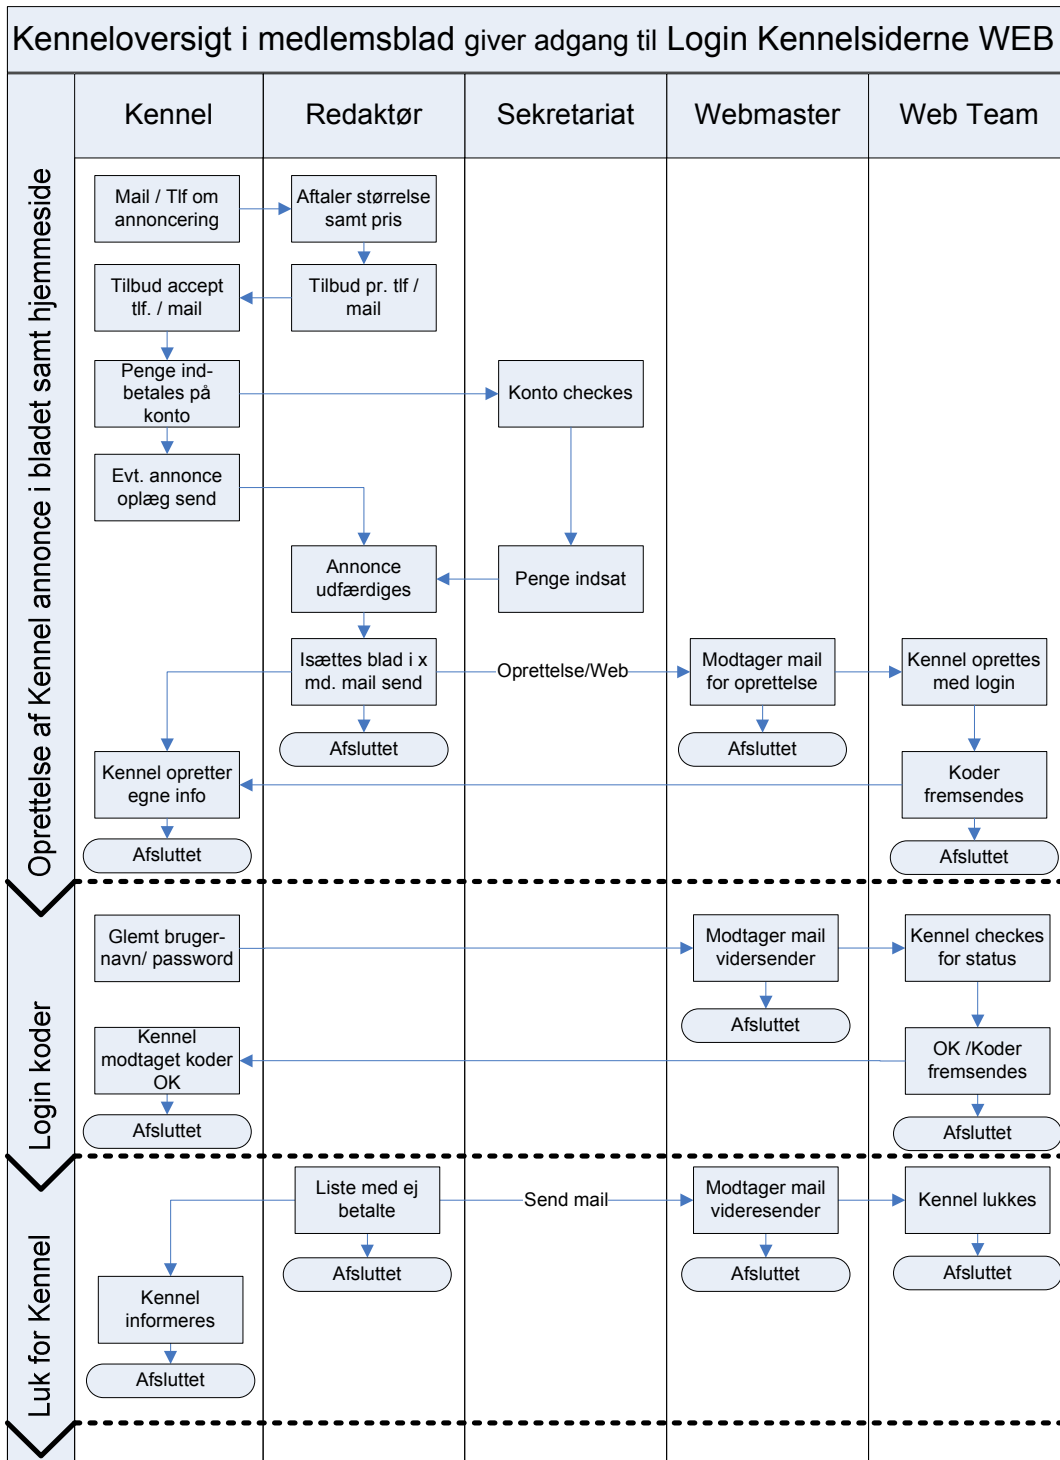 Kenneloversigt i medlemsblad giver adgang til Login Kennelsiderne WEB
Kennel
Redaktør
Sekretariat
Webmaster
Web Team
Oprettelse af Kennel annonce i bladet samt hjemmeside
Mail / Tlf om
annoncering
Aftaler størrelse
samt pris
Tilbud accept
tlf. / mail
Tilbud pr. tlf /
mail
Penge ind-
betales på
konto
Konto checkes
Evt. annonce
oplæg send
Annonce
udfærdiges
Penge indsat
Isættes blad i x
md. mail send
Oprettelse/Web
Modtager mail
for oprettelse
Kennel oprettes
med login
Afsluttet
Afsluttet
Kennel opretter
egne info
Koder
fremsendes
Afsluttet
Afsluttet
Login koder
Glemt bruger-
navn/ password
Modtager mail
vidersender
Kennel checkes
for status
Afsluttet
Kennel
modtaget koder
OK
OK /Koder
fremsendes
Afsluttet
Afsluttet
Luk for Kennel
Liste med ej
betalte
Send mail
Modtager mail
videresender
Kennel lukkes
Afsluttet
Afsluttet
Afsluttet
Kennel
informeres
Afsluttet